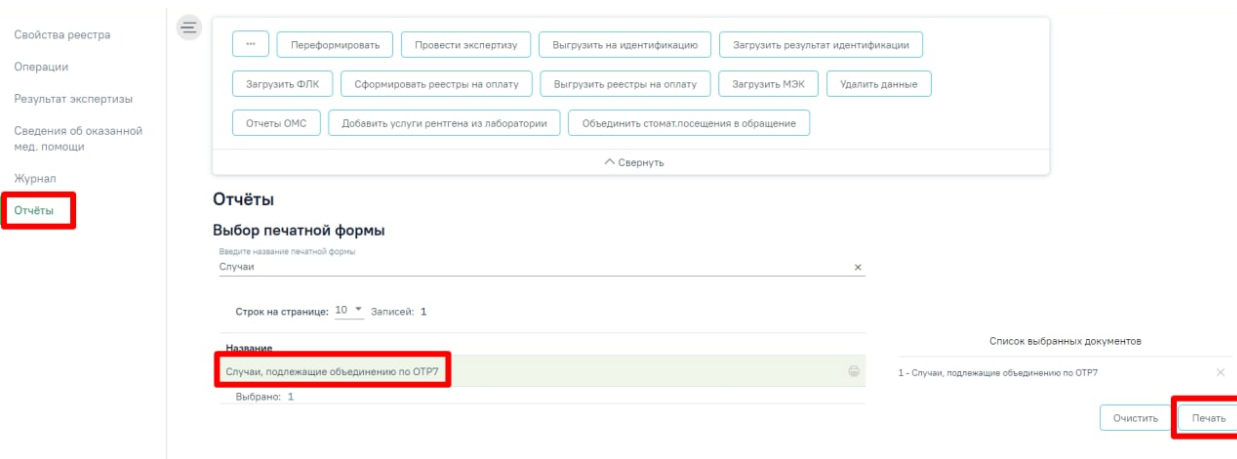 Свойства реестра
Операции
Результат экспертизы
Сведения об оказанной
мед. помощи
Журнал
Отчёты
... Переформировать Провести экспертизу Выгрузить на идентификацию Загрузить результат идентификации
Загрузить ФЛК Сформировать реестры на оплату Выгрузить реестры на оплату Загрузить МЭК Удалить данные
Отчеты ОМС Добавить услуги рентгена из лаборатории Объединить стомат.посещения в обращение
Свернуть
Отчёты
Выбор печатной формы
Введите название печатной формы
Случаи
Строк на странице: 10 Записей: 1
Название
Случаи, подлежащие объединению по ОТР7
Выбрано: 1
Список выбранных документов
1 - Случаи, подлежащие объединению по ОТР7
Очистить Печать